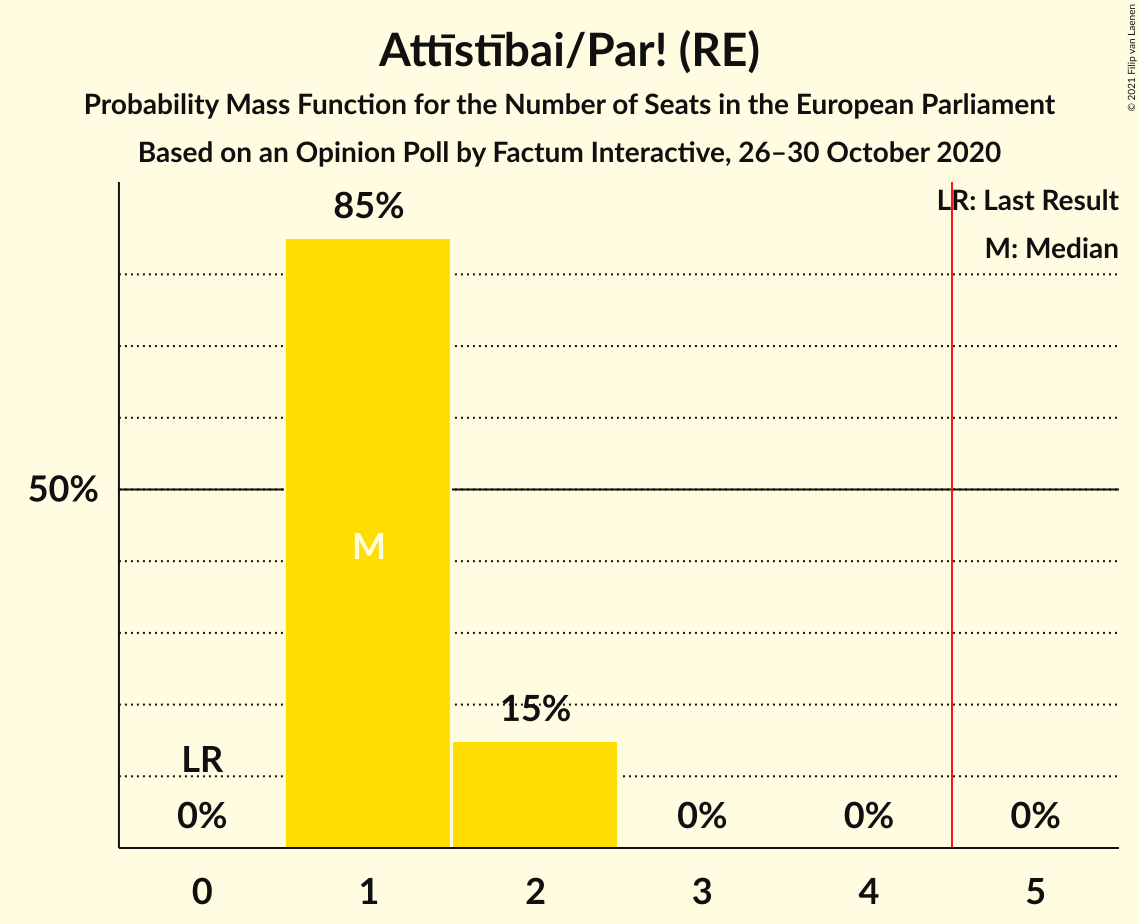 Attīstībai/Par! (RE)
Probability Mass Function for the Number of Seats in the European Parliament
Based on an Opinion Poll by Factum Interactive, 26–30 October 2020
© 2021 Filip van Laenen
LR: Last Result
M: Median
85%
50%
M
15%
LR
0%
0%
0%
0%
0
1
2
3
4
5